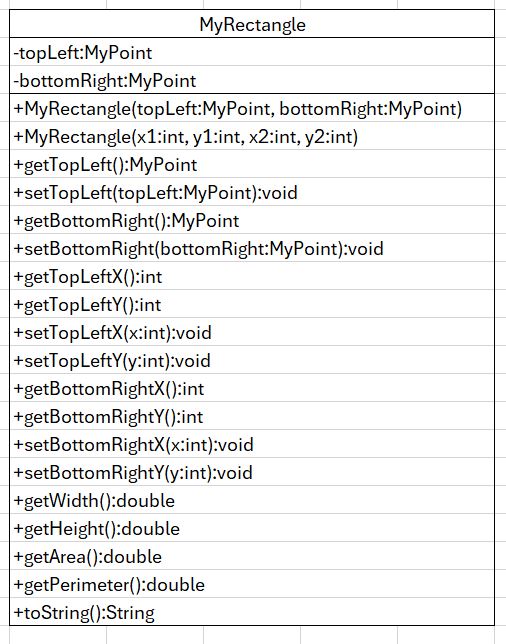 MyRectangle
-topLeft:MyPoint
-bottomRight:MyPoint
+MyRectangle(topLeft:MyPoint, bottomRight:MyPoint)
+MyRectangle(x1:int, y1:int, x2:int, y2:int)
+getTopLeft():MyPoint
+setTopLeft(topLeft:MyPoint):void
+getBottomRight():MyPoint
+setBottomRight(bottomRight:MyPoint):void
+getTopLeftX():int
+getTopLeftY():int
+setTopLeftX(x:int):void
+setTopLeftY(y:int):void
+getBottomRightX():int
+getBottomRightY():int
+setBottomRightX(x:int):void
+setBottomRightY(y:int):void
+getWidth():double
+getHeight():double
+getArea():double
+getPerimeter():double
+toString():String